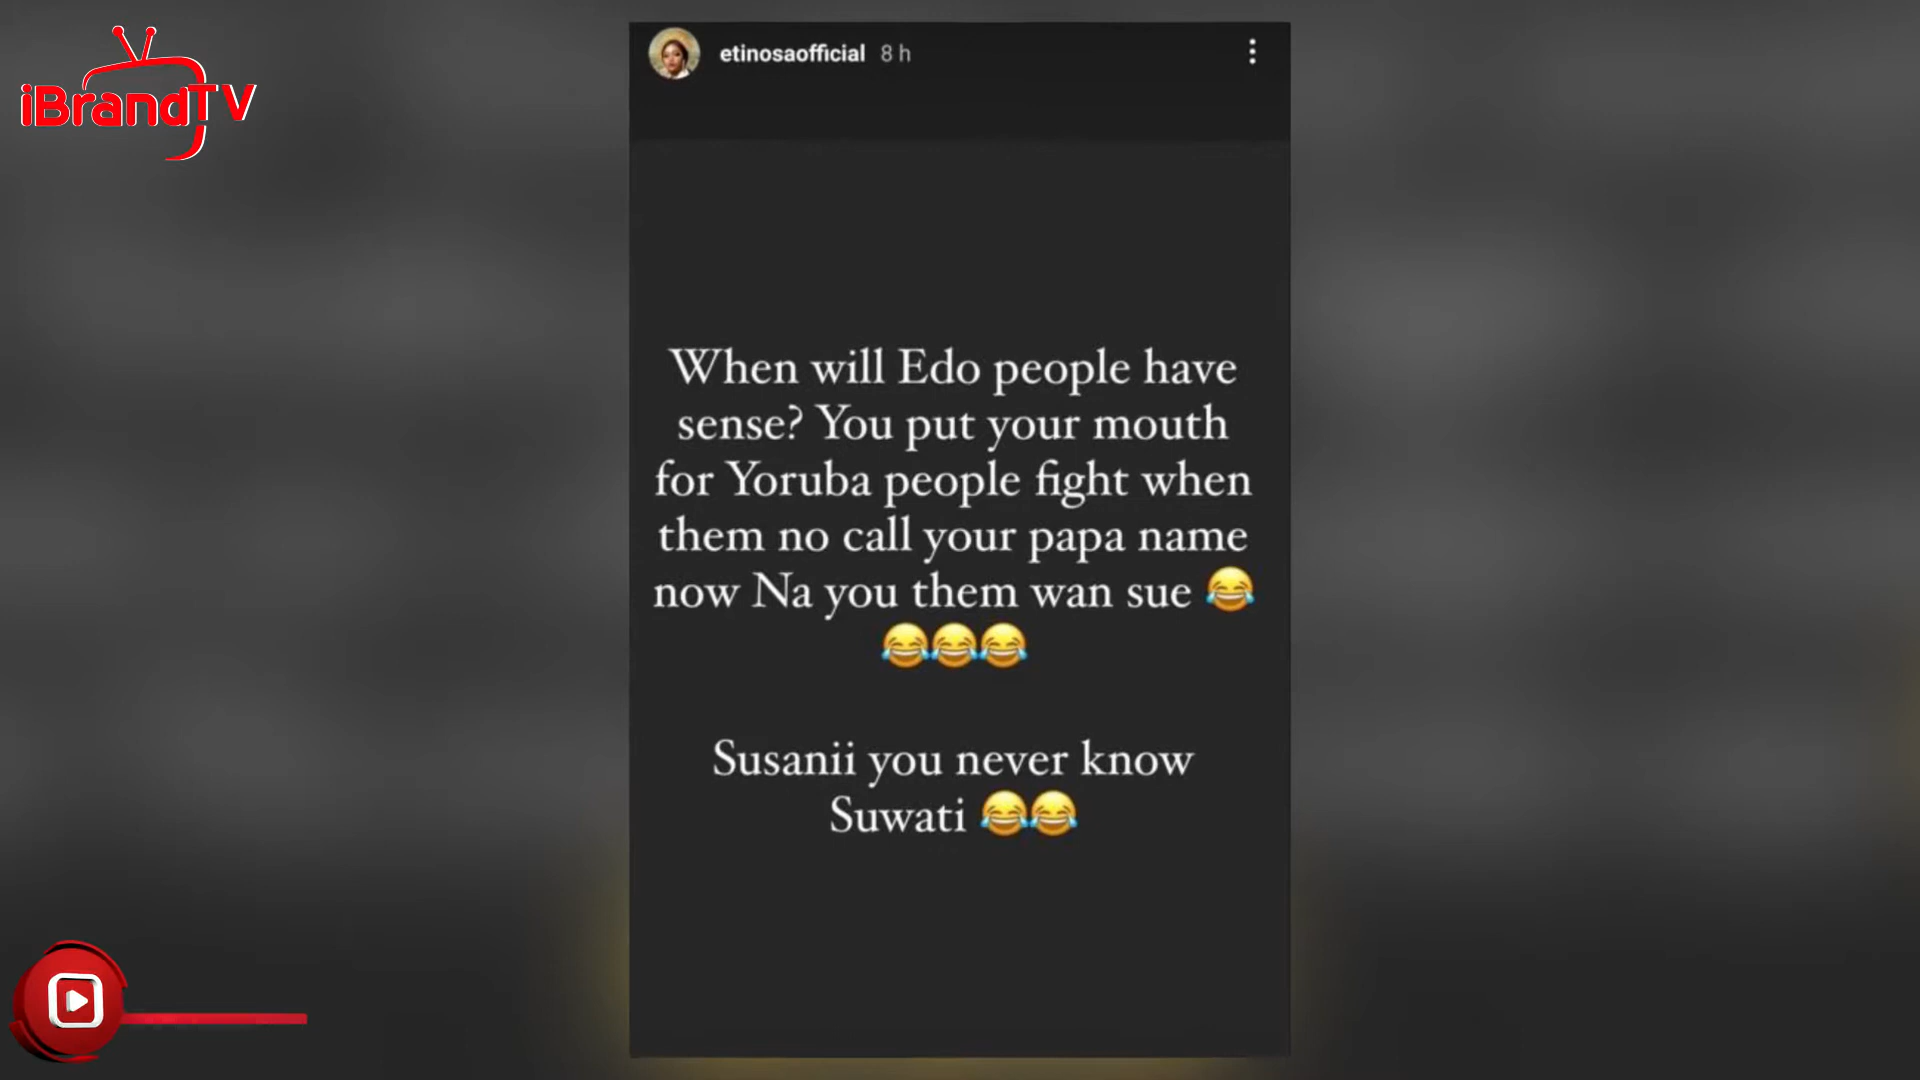 iBrandTV
etinosaofficial 8 h
When will Edo people have
sense? You put your mouth
for Yoruba people fight when
them no call your papa name
now Na you them wan sue 😂
😂😂😂
Susanii you never know
Suwati 😂😂